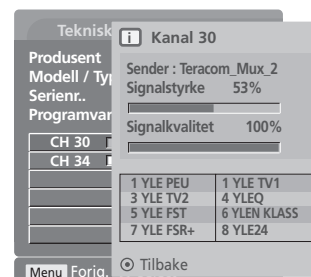 Teknisk
i Kanal 30
Produsent
Modell / Typ
Serienr..
Programvar
Sender : Teracom_Mux_2
Signalstyrke 53%
Signalkvalitet 100%
CH 30
CH 34
1 YLE PEU 1 YLE TV1
3 YLE TV2 4 YLEQ
5 YLE FST 6 YLEN KLASS
7 YLE FSR+ 8 YLE24
Tilbake
Menu Forig.